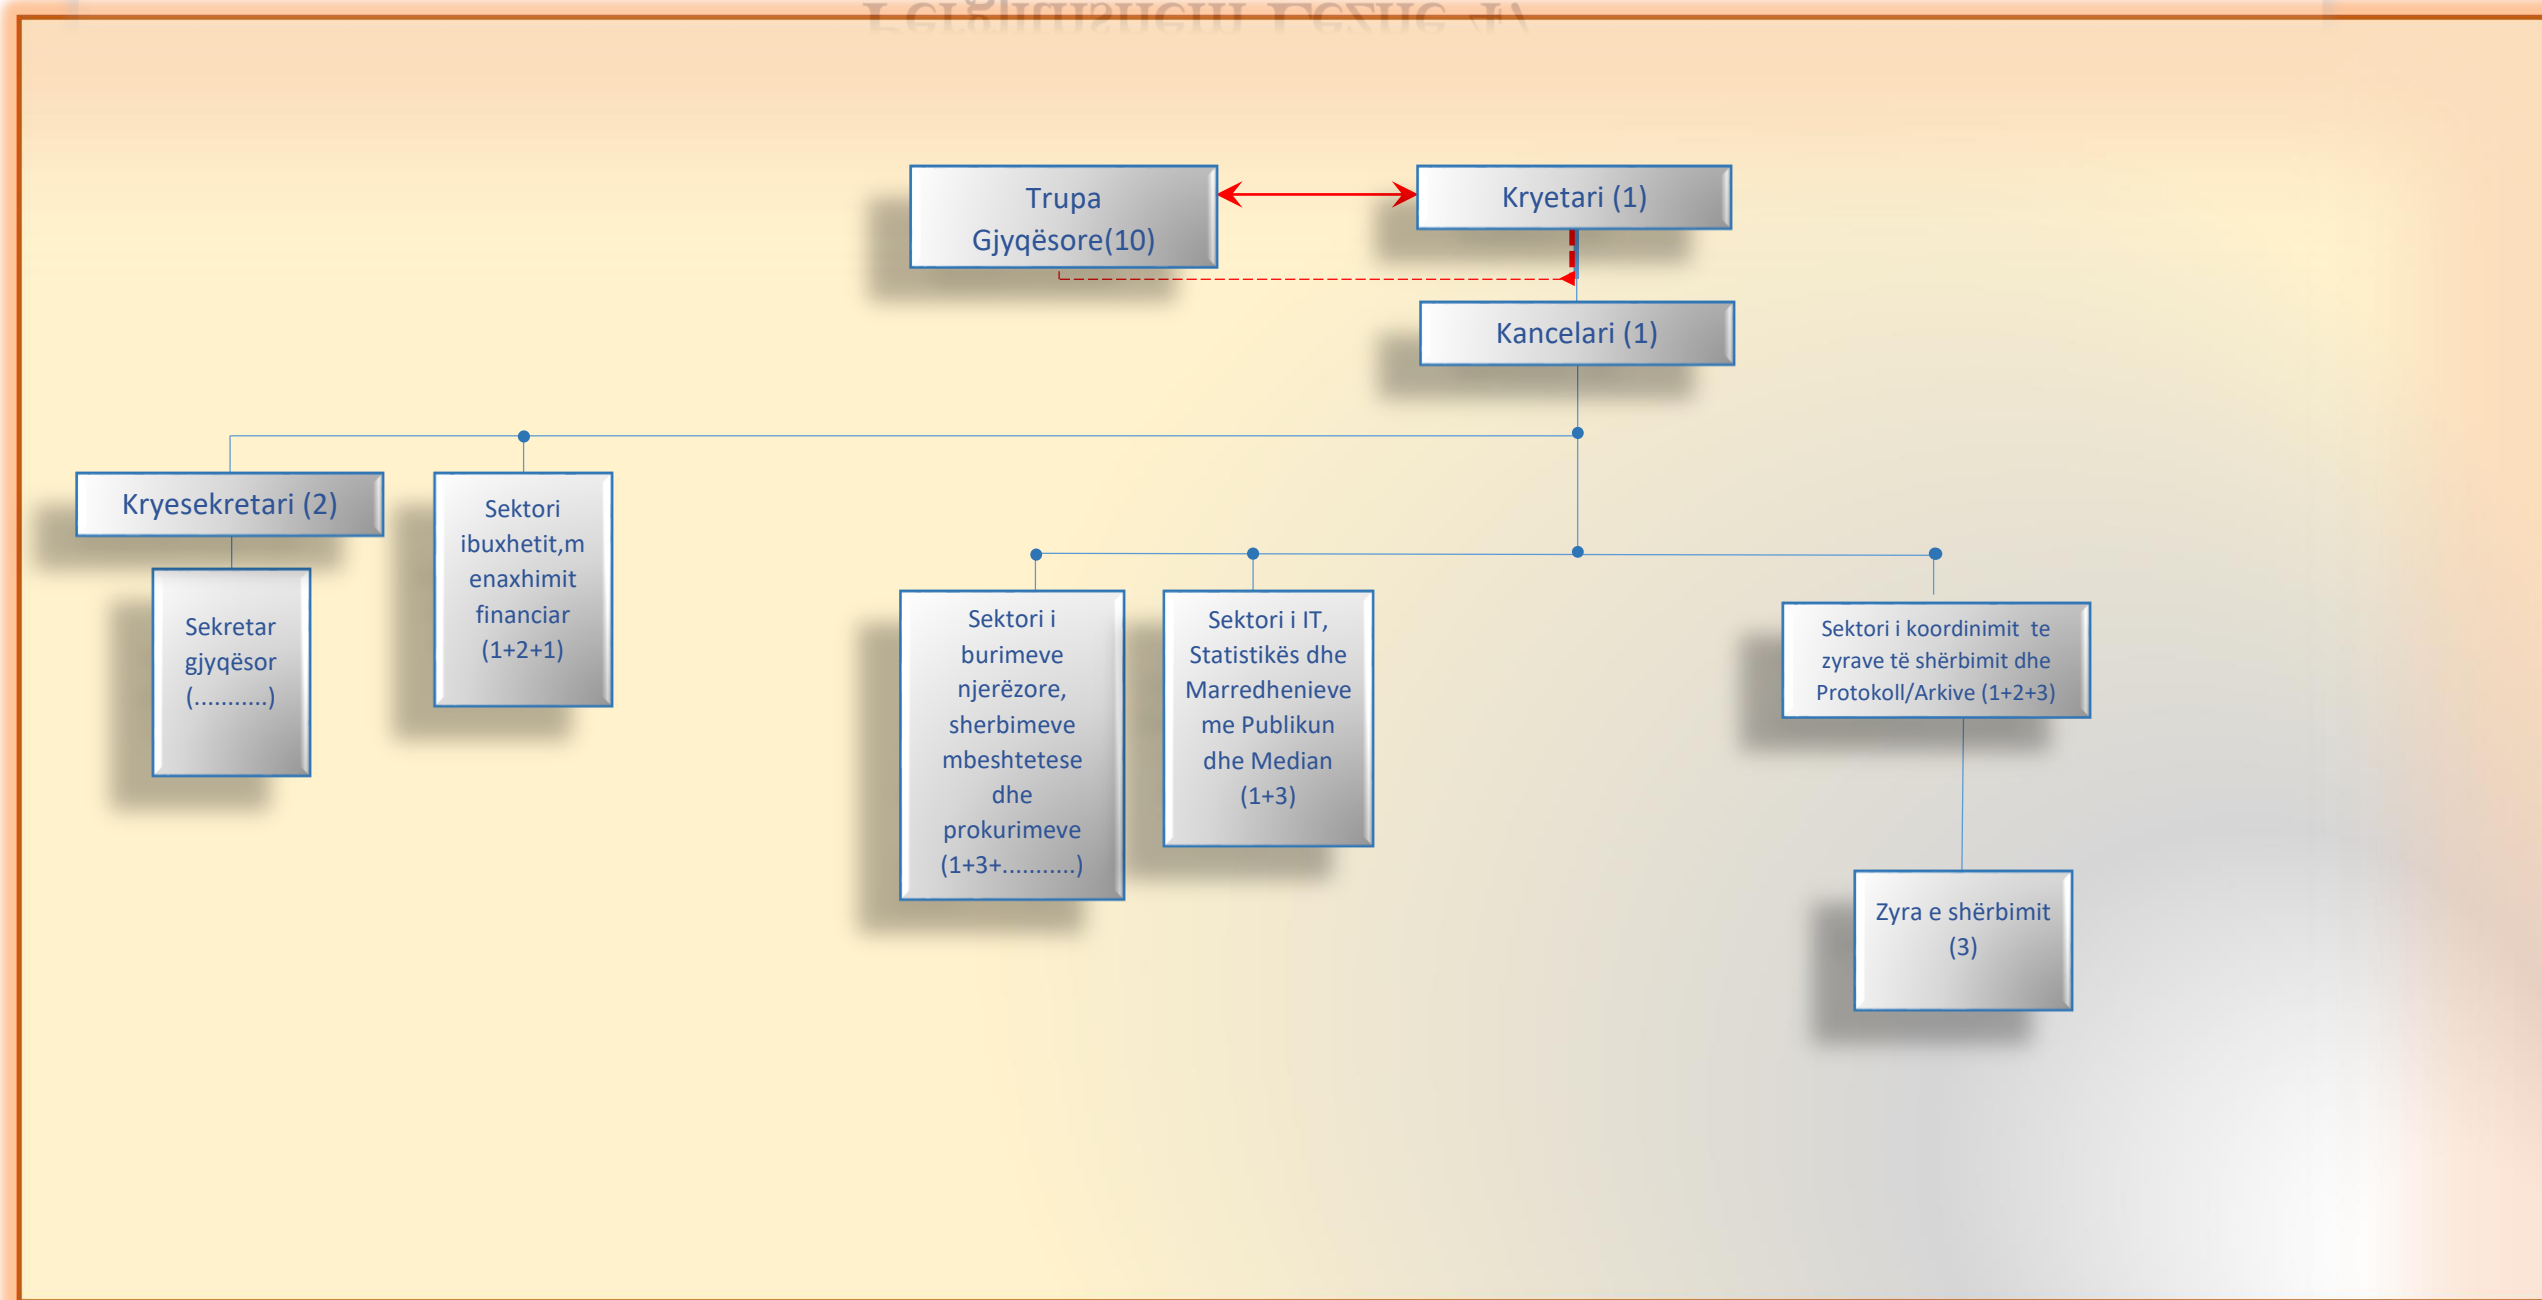 Trupa
Gjyqësore(10)
Kryetari (1)
Kancelari (1)
Kryesekretari (2)
Sekretar
gjyqësor
(...........)
Sektori
ibuxhetit,m
enaxhimit
financiar
(1+2+1)
Sektori i
burimeve
njerëzore,
sherbimeve
mbeshtetese
dhe
prokurimeve
(1+3+...........)
Sektori i IT,
Statistikës dhe
Marredhenieve
me Publikun
dhe Median
(1+3)
Sektori i koordinimit  te
zyrave të shërbimit dhe
Protokoll/Arkive (1+2+3)
Zyra e shërbimit
(3)